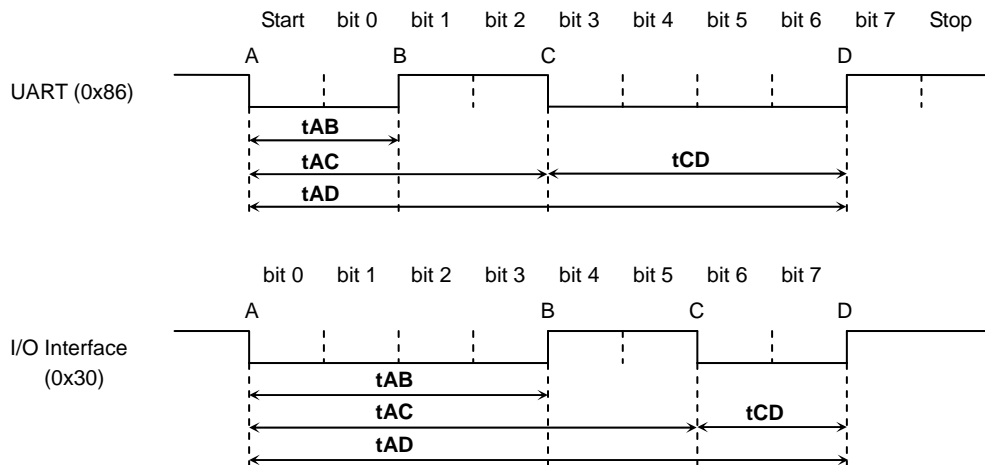 Start bit 0 bit 1 bit 2 bit 3 bit 4 bit 5 bit 6 bit 7 Stop
A B C D
UART (0x86)
tAB
tAC tCD
tAD
bit 0 bit 1 bit 2 bit 3 bit 4 bit 5 bit 6 bit 7
A B C D
I/O Interface
(0x30)
tAB
tAC tCD
tAD